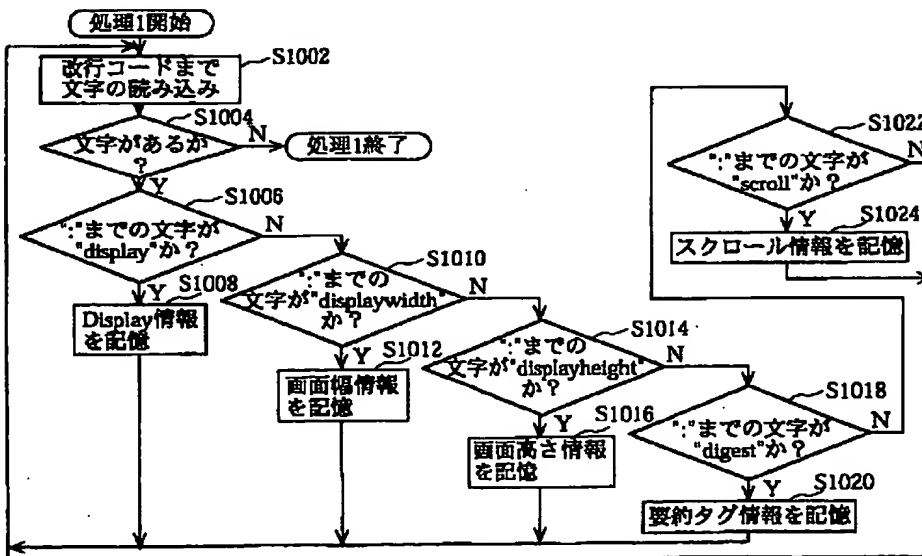 処理1開始
S1002
改行コードまで
文字の読み込み
S1004
文字があるか
?
N
処理1終了
Y
S1006
":"までの文字が
"display"か?
N
Y
S1008
Display情報
を記憶
S1010
":"までの
文字が"displaywidth"
か?
N
Y
S1012
画面幅情報
を記憶
S1014
":"までの
文字が"displayheight"
か?
N
Y
S1016
画面高さ情報
を記憶
S1018
":"までの文字が
"digest"か?
N
Y
S1020
要約タグ情報を記憶
S1022
":"までの文字が
"scroll"か?
N
Y
S1024
スクロール情報を記憶